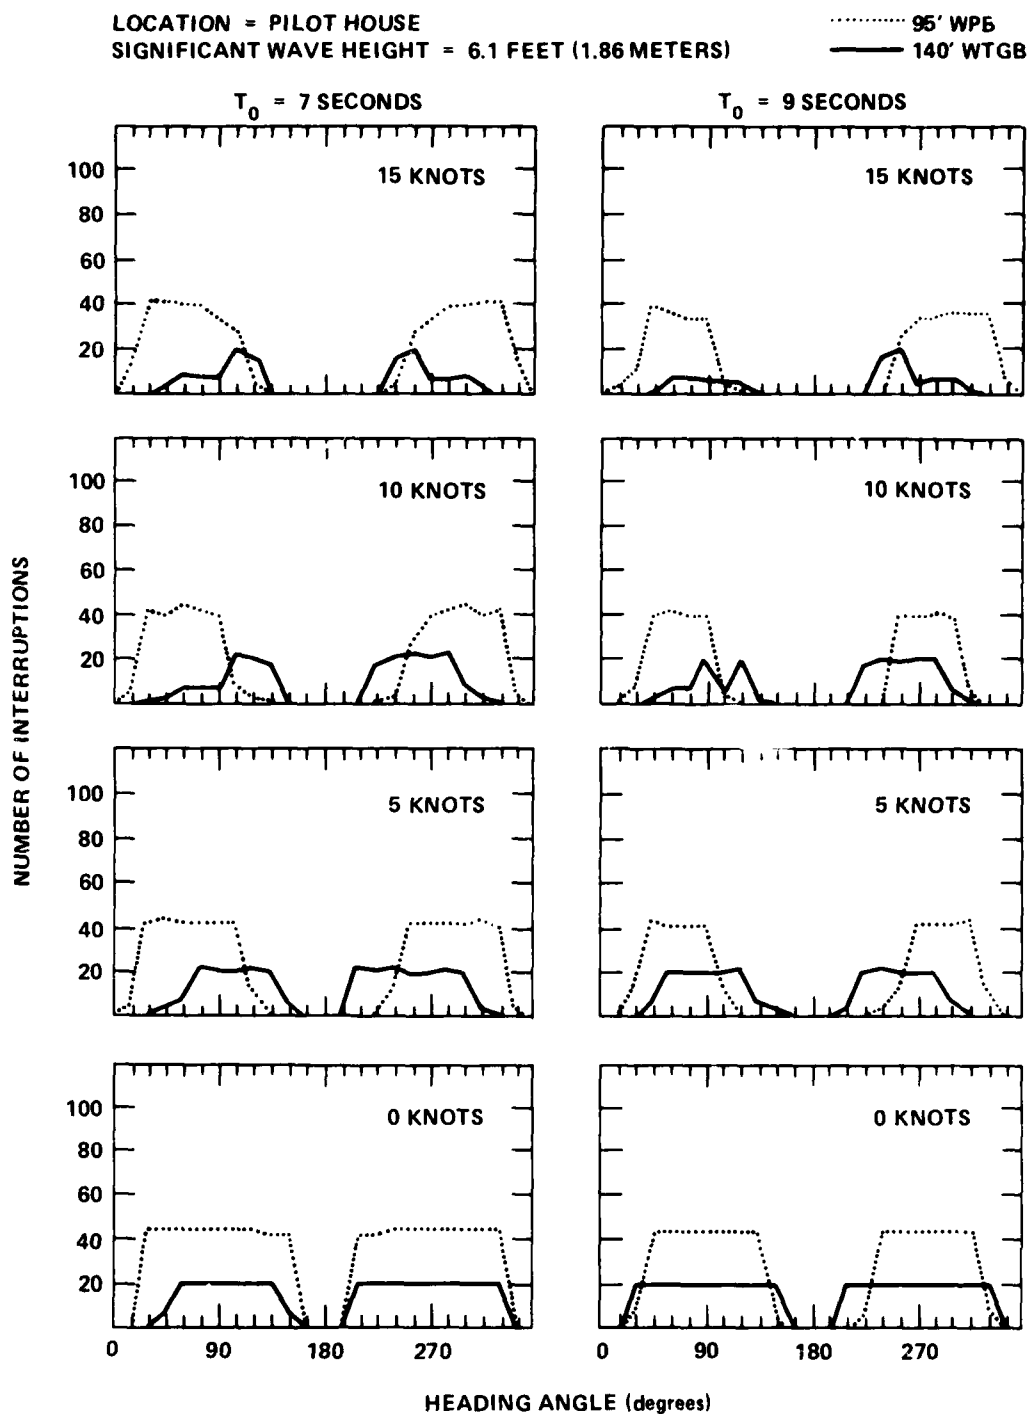 LOCATION = PILOT HOUSE
SIGNIFICANT WAVE HEIGHT = 6.1 FEET (1.86 METERS)
95' WPB
140' WTGB
T0 = 7 SECONDS
T0 = 9 SECONDS
15 KNOTS
15 KNOTS
100
80
60
40
20
10 KNOTS
10 KNOTS
100
80
60
40
20
NUMBER OF INTERRUPTIONS
5 KNOTS
5 KNOTS
100
80
60
40
20
0 KNOTS
0 KNOTS
100
80
60
40
20
0 90 180 270
0 90 180 270
HEADING ANGLE (degrees)